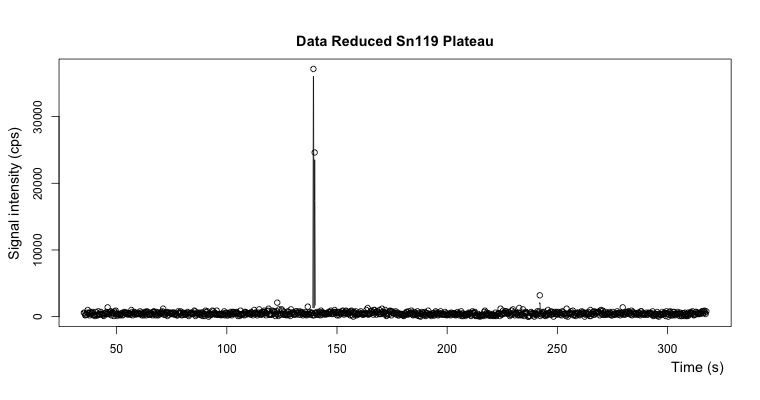 Data Reduced Sn119 Plateau
Signal intensity (cps)
30000
20000
10000
0
50 100 150 200 250 300
Time (s)